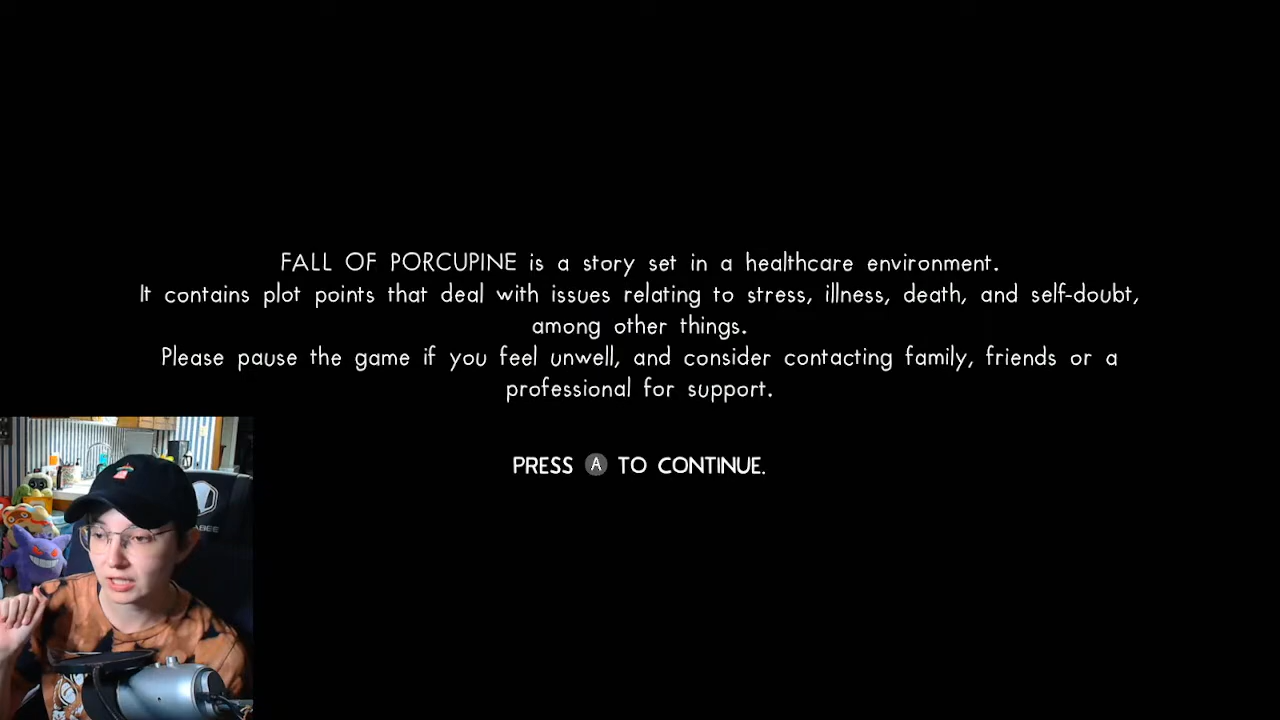 FALL OF PORCUPINE is a story set in a healthcare environment.
It contains plot points that deal with issues relating to stress, illness, death, and self-doubt,
among other things.
Please pause the game if you feel unwell, and consider contacting family, friends or a
professional for support.
PRESS A TO CONTINUE.